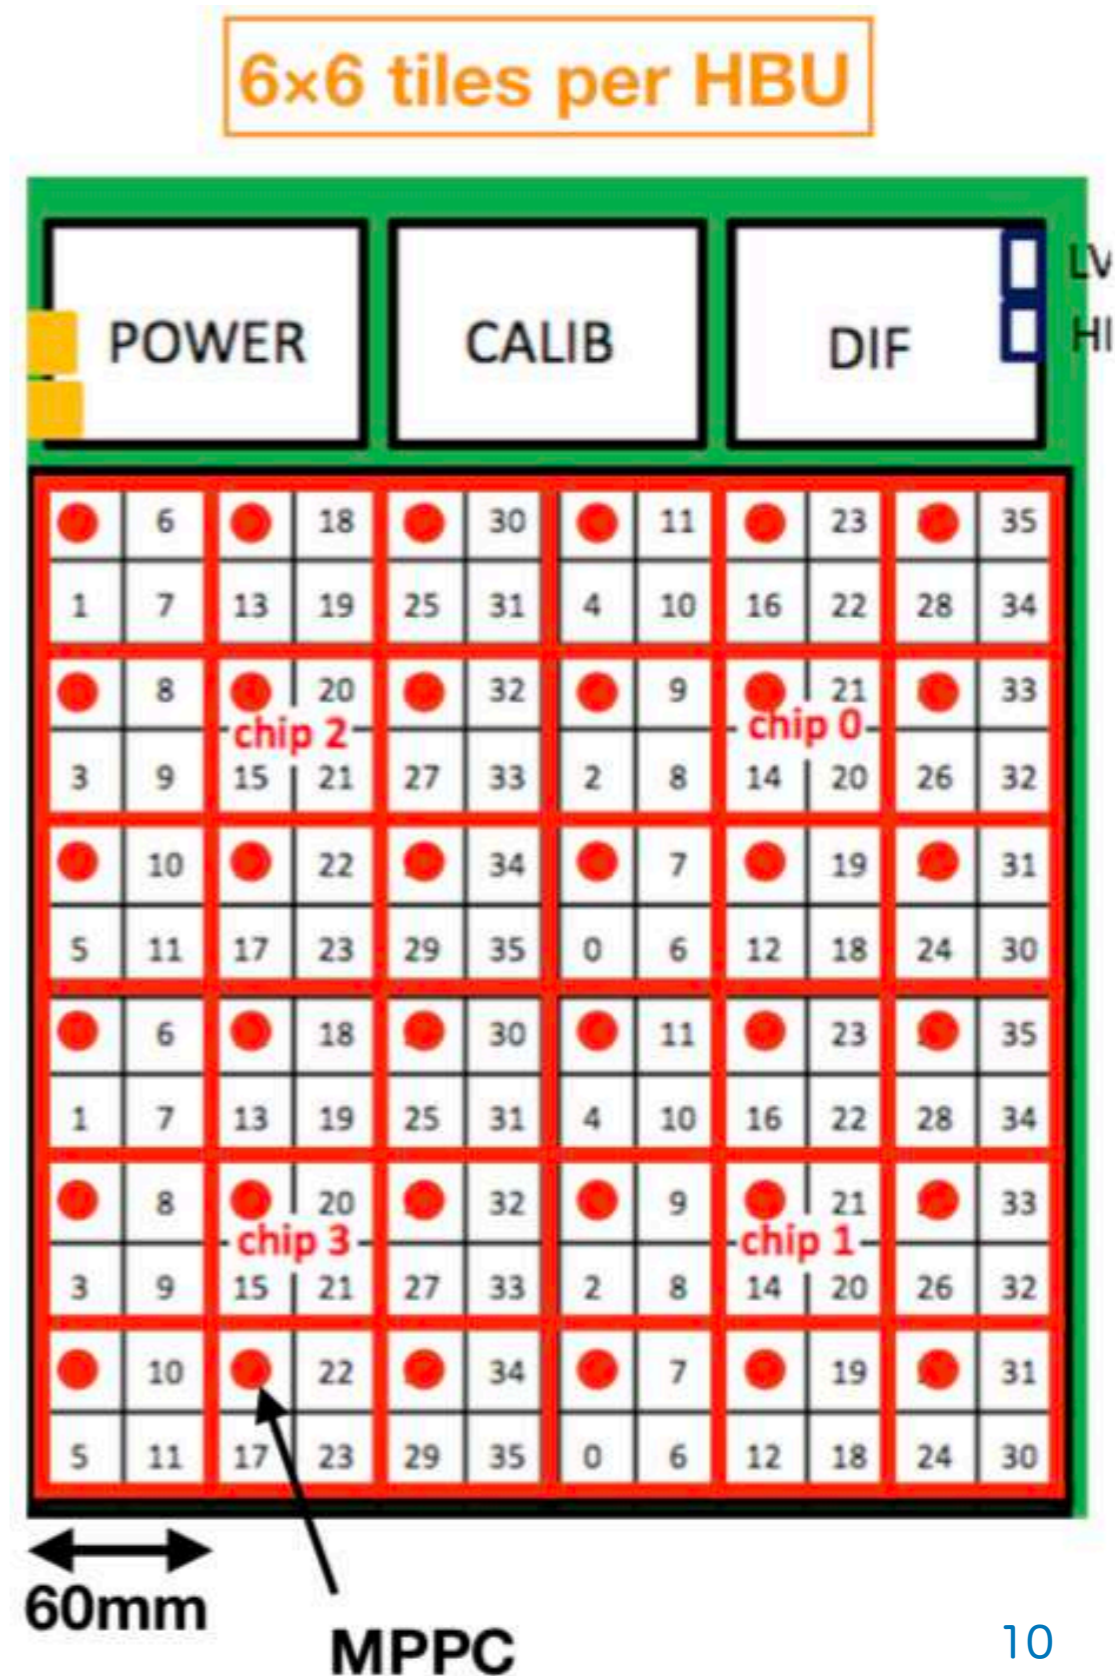 6×6 tiles per HBU
LV
POWER CALIB DIF HI
6 18 30 11 23 35
1 7 13 19 25 31 4 10 16 22 28 34
8 20 32 9 21 33
chip 2 chip 0
3 9 15 21 27 33 2 8 14 20 26 32
10 22 34 7 19 31
5 11 17 23 29 35 0 6 12 18 24 30
6 18 30 11 23 35
1 7 13 19 25 31 4 10 16 22 28 34
8 20 32 9 21 33
chip 3 chip 1
3 9 15 21 27 33 2 8 14 20 26 32
10 22 34 7 19 31
5 11 17 23 29 35 0 6 12 18 24 30
60mm
MPPC
10